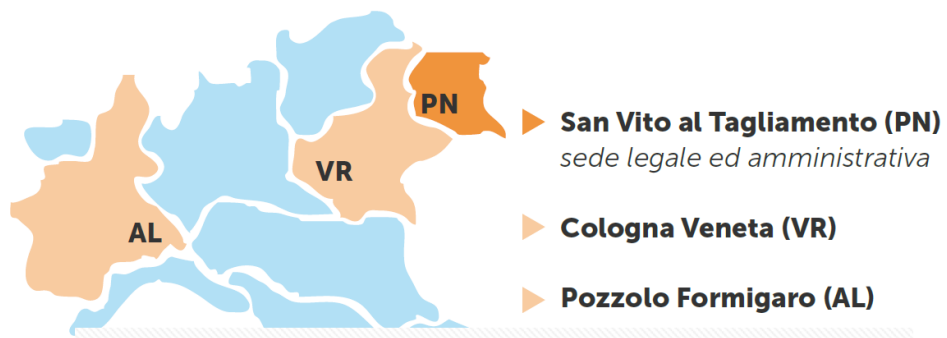 PN
San Vito al Tagliamento (PN)
sede legale ed amministrativa
VR
Cologna Veneta (VR)
AL
Pozzolo Formigaro (AL)